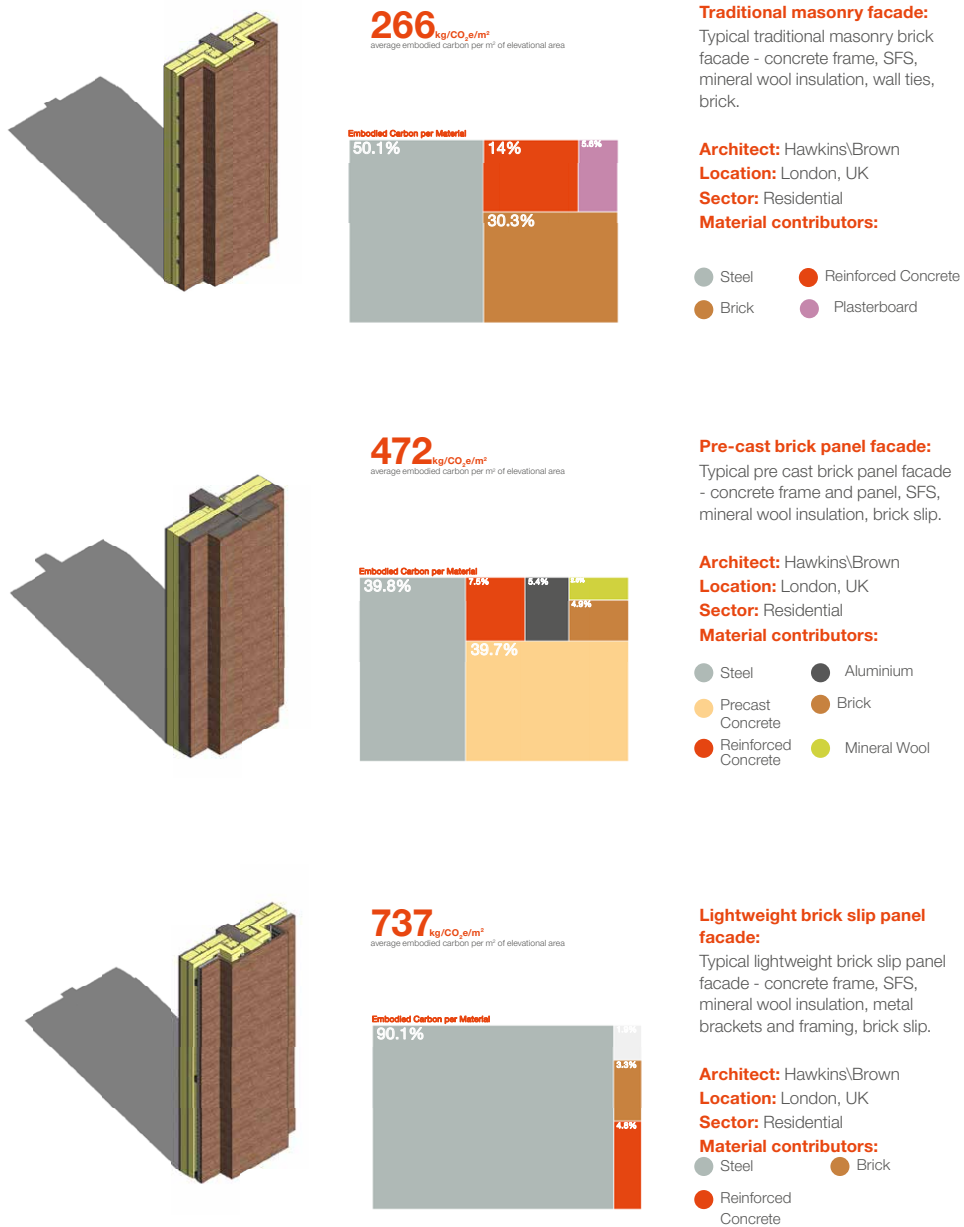 266 kg/CO₂e/m²
average embodied carbon per m² of elevational area
Embodied Carbon per Material
50.1%
14%
5.6%
30.3%
Traditional masonry facade:
Typical traditional masonry brick
facade - concrete frame, SFS,
mineral wool insulation, wall ties,
brick.
Architect: Hawkins\Brown
Location: London, UK
Sector: Residential
Material contributors:
Steel
Reinforced Concrete
Brick
Plasterboard
472 kg/CO₂e/m²
average embodied carbon per m² of elevational area
Embodied Carbon per Material
39.8%
7.5%
5.4%
4.9%
39.7%
Pre-cast brick panel facade:
Typical pre cast brick panel facade
- concrete frame and panel, SFS,
mineral wool insulation, brick slip.
Architect: Hawkins\Brown
Location: London, UK
Sector: Residential
Material contributors:
Steel
Aluminium
Precast
Concrete
Brick
Reinforced
Concrete
Mineral Wool
737 kg/CO₂e/m²
average embodied carbon per m² of elevational area
Embodied Carbon per Material
90.1%
3.3%
4.8%
Lightweight brick slip panel
facade:
Typical lightweight brick slip panel
facade - concrete frame, SFS,
mineral wool insulation, metal
brackets and framing, brick slip.
Architect: Hawkins\Brown
Location: London, UK
Sector: Residential
Material contributors:
Steel
Brick
Reinforced
Concrete